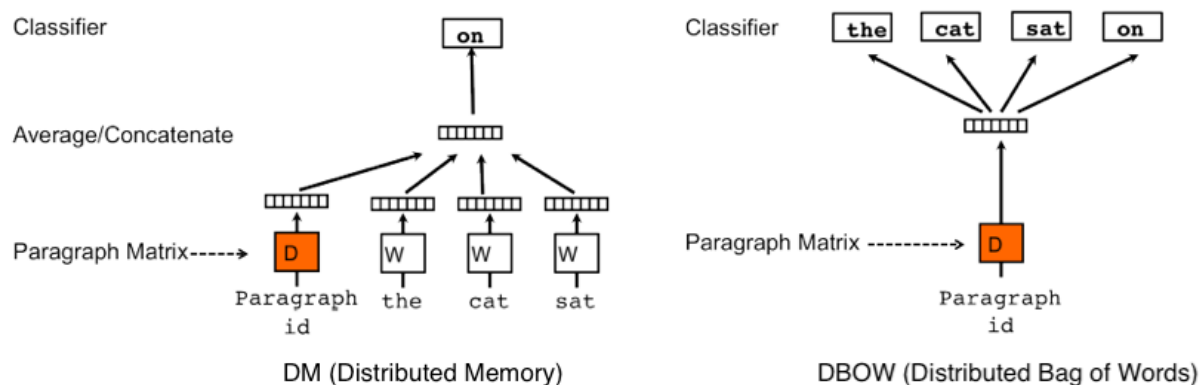 Classifier
on
Average/Concatenate
Paragraph Matrix
D
W
W
W
Paragraph
id
the
cat
sat
DM (Distributed Memory)
Classifier
the
cat
sat
on
Paragraph Matrix
D
Paragraph
id
DBOW (Distributed Bag of Words)